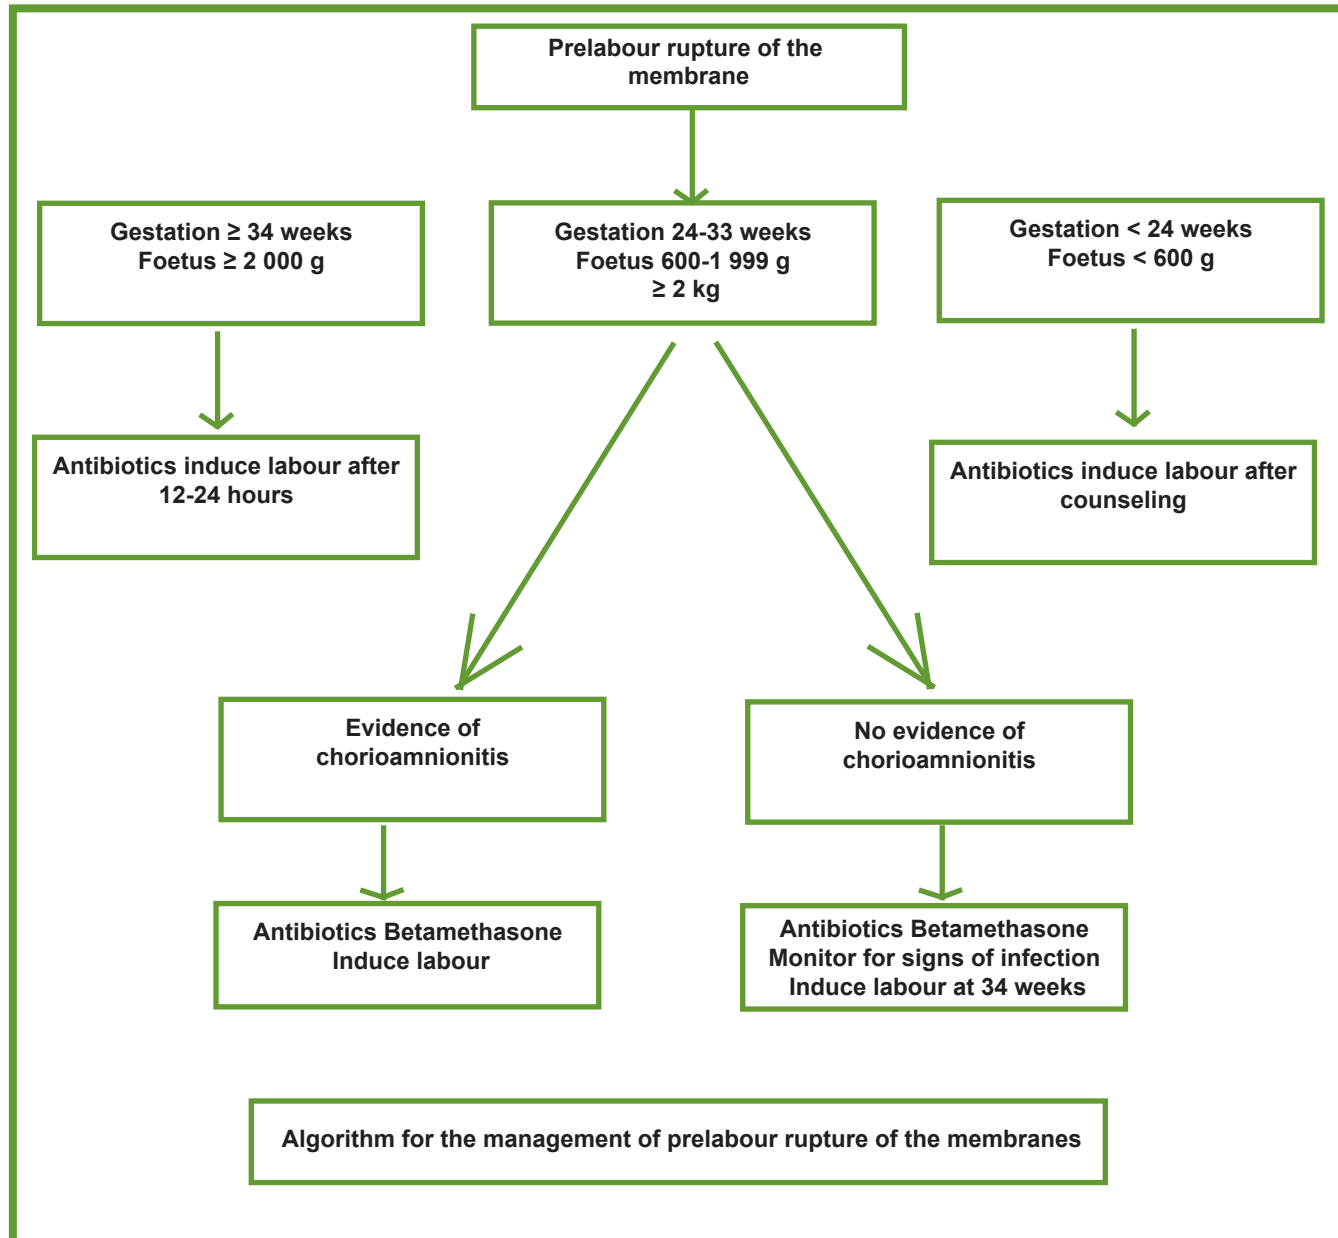 Prelabour rupture of the
membrane
Gestation ≥ 34 weeks
Foetus ≥ 2 000 g
Gestation 24-33 weeks
Foetus 600-1 999 g
≥ 2 kg
Gestation < 24 weeks
Foetus < 600 g
Antibiotics induce labour after
12-24 hours
Antibiotics induce labour after
counseling
Evidence of
chorioamnionitis
No evidence of
chorioamnionitis
Antibiotics Betamethasone
Induce labour
Antibiotics Betamethasone
Monitor for signs of infection
Induce labour at 34 weeks
Algorithm for the management of prelabour rupture of the membranes